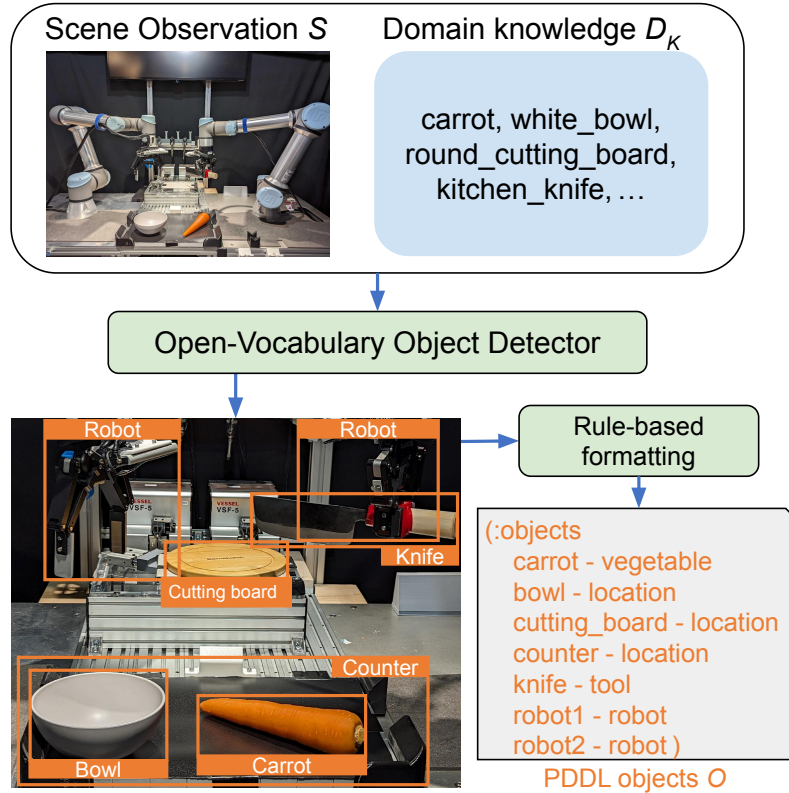 Scene Observation S
Domain knowledge D_K
carrot, white_bowl,
round_cutting_board,
kitchen_knife, …
Open-Vocabulary Object Detector
Robot
Robot
VESSEL
VSF-5
VESSEL
VSF-5
Knife
Cutting board
Counter
Bowl
Carrot
Rule-based
formatting
(:objects
carrot - vegetable
bowl - location
cutting_board - location
counter - location
knife - tool
robot1 - robot
robot2 - robot )
PDDL objects O